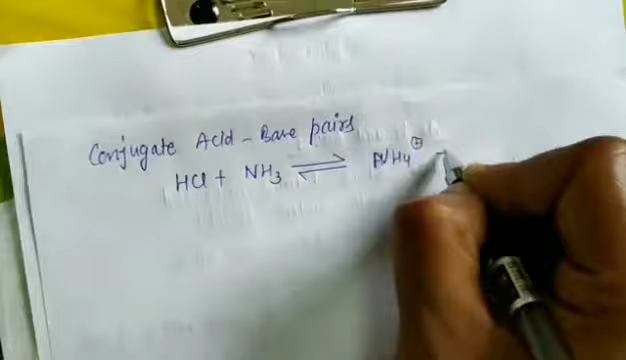 Conjugate Acid - Base pairs
HCl + NH3 ⇌ NH4⊕